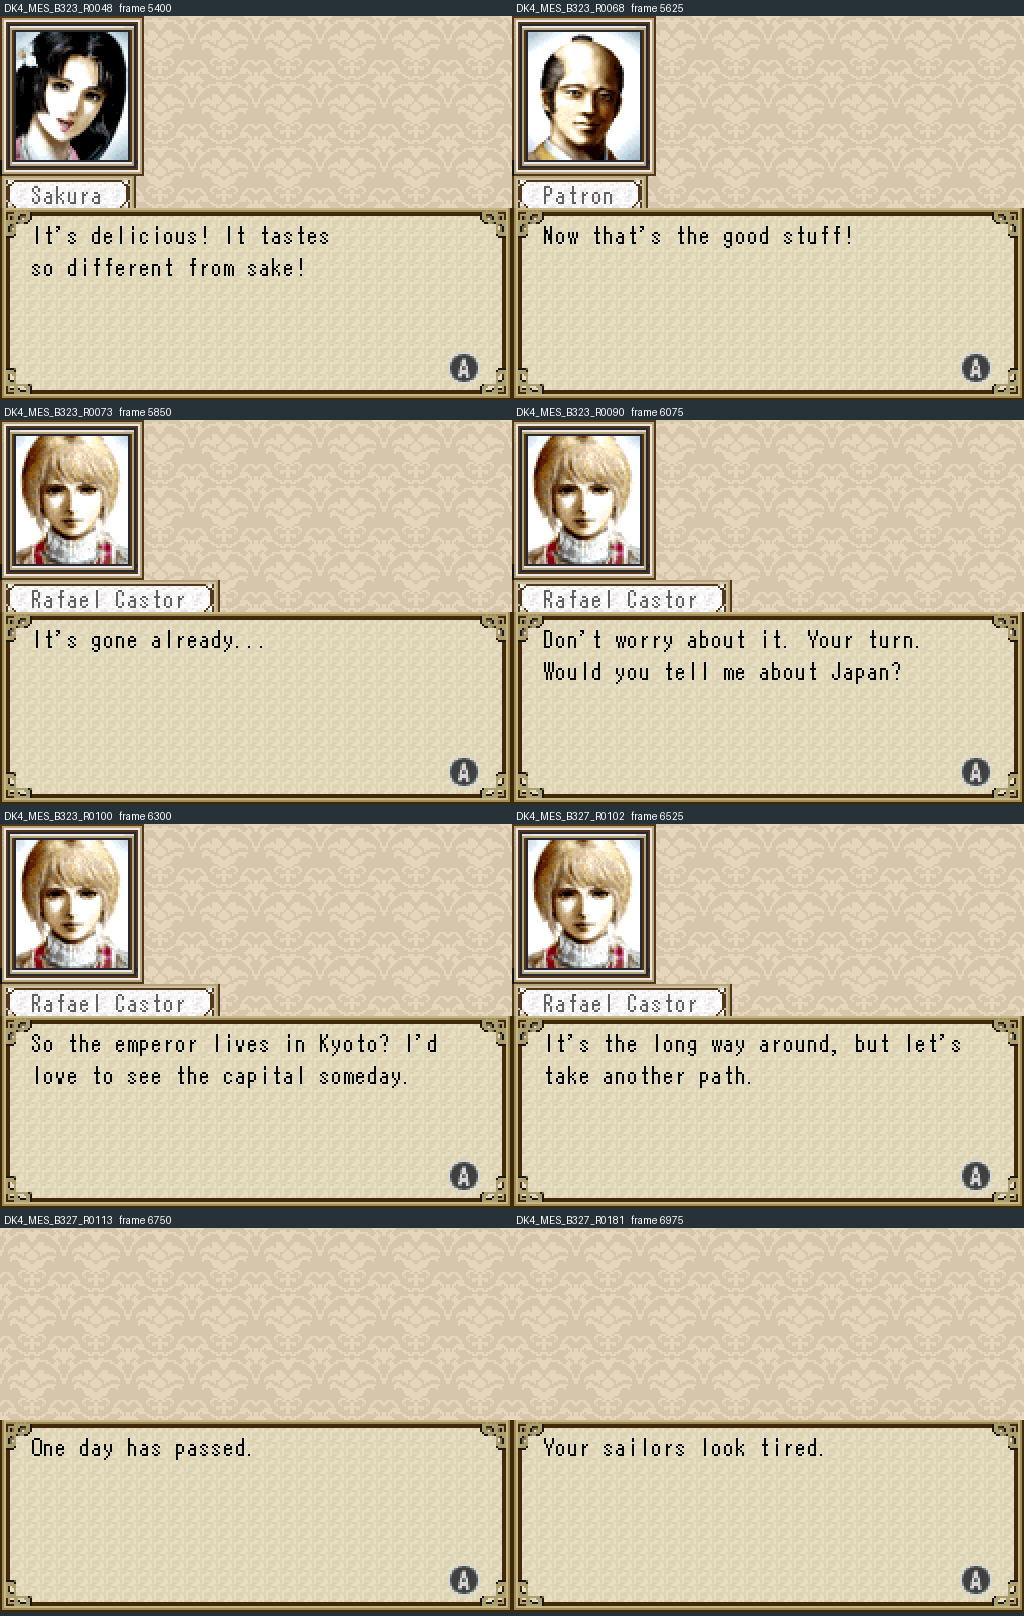 DK4_MES_B323_R0048 frame 5400
Sakura
It's delicious! It tastes
so different from sake!
A
DK4_MES_B323_R0068 frame 5625
Patron
Now that's the good stuff!
A
DK4_MES_B323_R0073 frame 5850
Rafael Castor
It's gone already...
A
DK4_MES_B323_R0090 frame 6075
Rafael Castor
Don't worry about it. Your turn.
Would you tell me about Japan?
A
DK4_MES_B323_R0100 frame 6300
Rafael Castor
So the emperor lives in Kyoto? I'd
love to see the capital someday.
A
DK4_MES_B327_R0102 frame 6525
Rafael Castor
It's the long way around, but let's
take another path.
A
DK4_MES_B327_R0113 frame 6750
One day has passed.
A
DK4_MES_B327_R0181 frame 6975
Your sailors look tired.
A